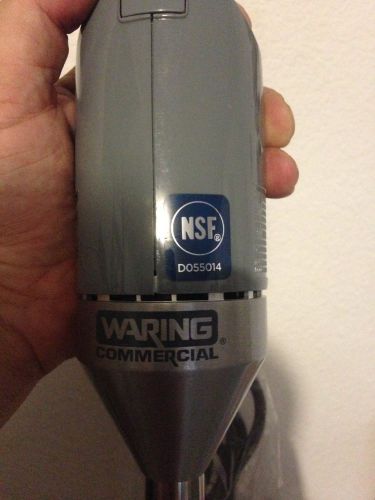 NSF®
D055014
WARING
COMMERCIAL®